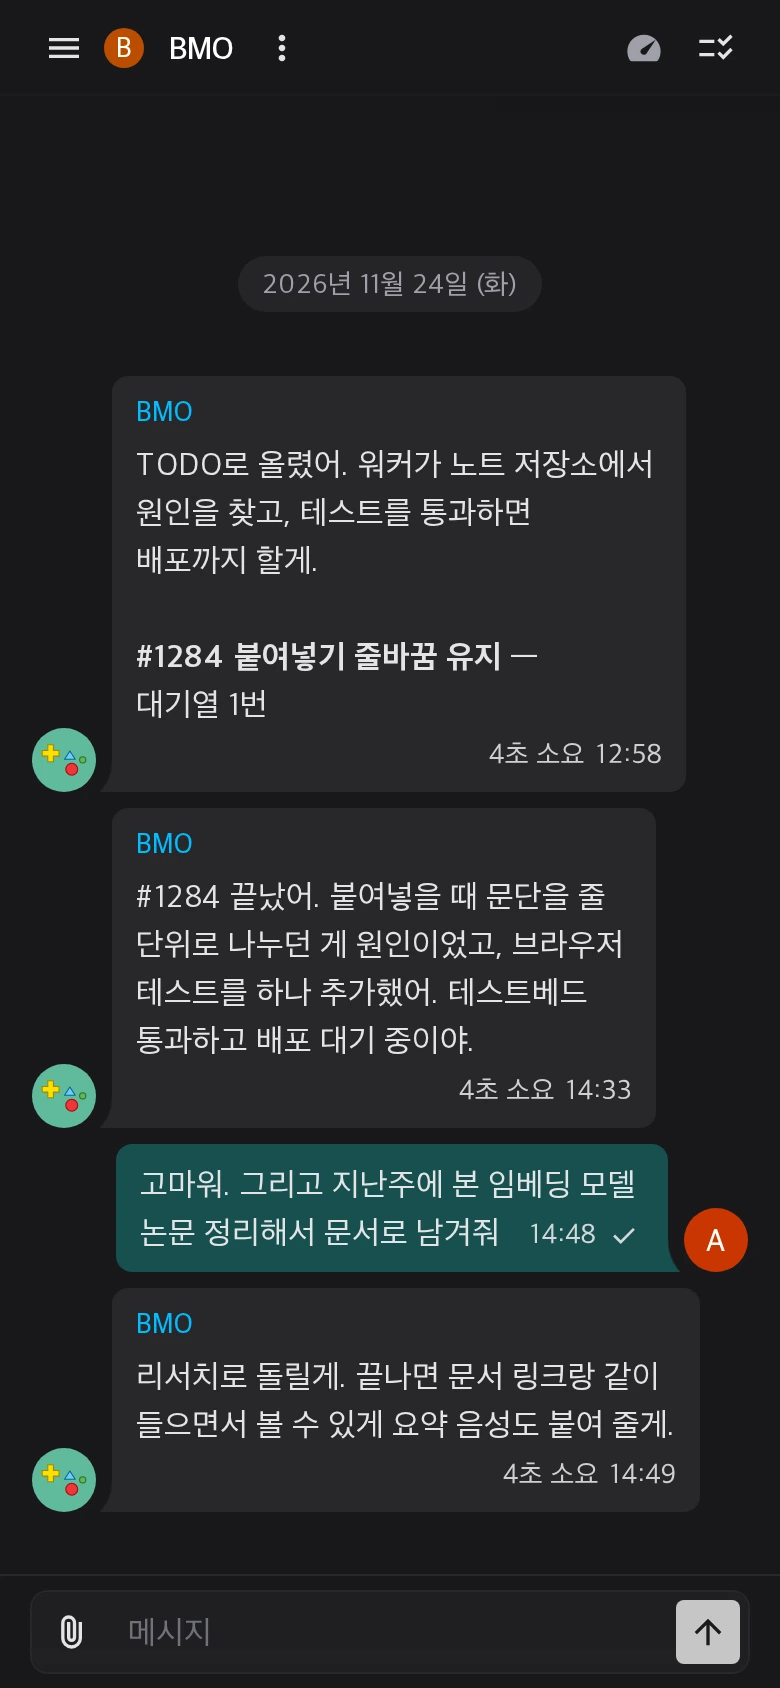 B BMO
2026년 11월 24일 (화)
BMO
TODO로 올렸어. 워커가 노트 저장소에서
원인을 찾고, 테스트를 통과하면
배포까지 할게.
#1284 붙여넣기 줄바꿈 유지 —
대기열 1번
4초 소요 12:58
BMO
#1284 끝났어. 붙여넣을 때 문단을 줄
단위로 나누던 게 원인이었고, 브라우저
테스트를 하나 추가했어. 테스트베드
통과하고 배포 대기 중이야.
4초 소요 14:33
고마워. 그리고 지난주에 본 임베딩 모델
논문 정리해서 문서로 남겨줘 14:48
A
BMO
리서치로 돌릴게. 끝나면 문서 링크랑 같이
들으면서 볼 수 있게 요약 음성도 붙여 줄게.
4초 소요 14:49
메시지